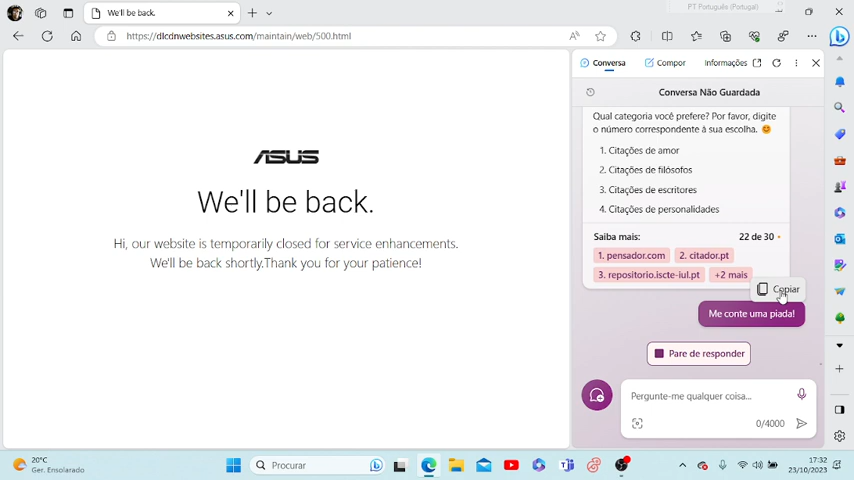 We'll be back.
PT Português (Portugal)
https://dlcdnwebsites.asus.com/maintain/web/500.html
ASUS
We'll be back.
Hi, our website is temporarily closed for service enhancements.
We'll be back shortly.Thank you for your patience!
Conversa
Compor
Informações
Conversa Não Guardada
Qual categoria você prefere? Por favor, digite
o número correspondente à sua escolha.
1. Citações de amor
2. Citações de filósofos
3. Citações de escritores
4. Citações de personalidades
Saiba mais:
22 de 30
1. pensador.com
2. citador.pt
3. repositorio.iscte-iul.pt
+2 mais
Copiar
Me conte uma piada!
Pare de responder
Pergunte-me qualquer coisa...
0/4000
20°C
Ger. Ensolarado
Procurar
17:32
23/10/2023